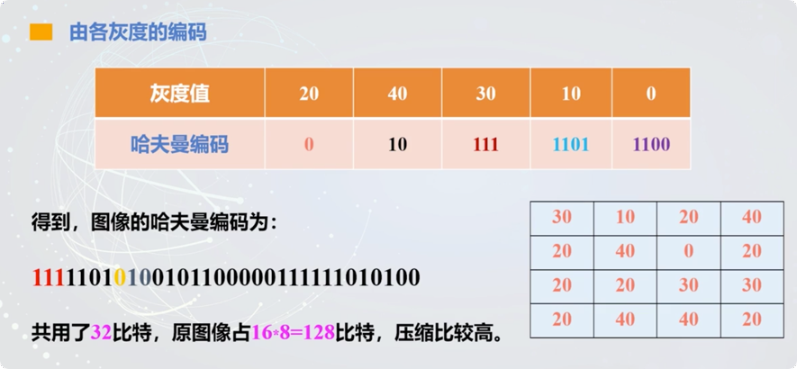 由各灰度的编码
灰度值 20 40 30 10 0
哈夫曼编码 0 10 111 1101 1100
得到，图像的哈夫曼编码为：
11111010100101100000111111010100
共用了32比特，原图像占16*8=128比特，压缩比较高。
30 10 20 40
20 40 0 20
20 20 30 30
20 40 40 20